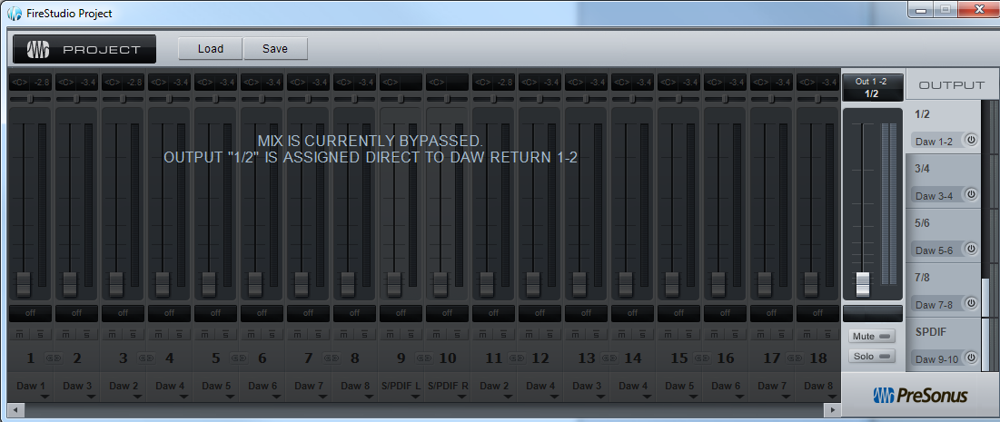 FireStudio Project
PROJECT Load Save
<C> -2.8 <C> -3.4 <C> -2.8 <C> -3.4 <C> -3.4 <C> -3.4 <C> -3.4 <C> -3.4 <C> <C> <C> -2.8 <C> -3.4 <C> -3.4 <C> -3.4 <C> -3.4 <C> -3.4 <C> -3.4 <C> -3.4
Out 1 -2
1/2
OUTPUT
MIX IS CURRENTLY BYPASSED.
OUTPUT "1/2" IS ASSIGNED DIRECT TO DAW RETURN 1-2
1/2
Daw 1-2
3/4
Daw 3-4
5/6
Daw 5-6
7/8
Daw 7-8
SPDIF
Daw 9-10
off off off off off off off off off off off off off off off off off off
m s m s m s m s m s m s m s m s m s m s m s m s m s m s m s m s m s m s
Mute
Solo
1 2 3 4 5 6 7 8 9 10 11 12 13 14 15 16 17 18
Daw 1 Daw 3 Daw 2 Daw 4 Daw 5 Daw 6 Daw 7 Daw 8 S/PDIF L S/PDIF R Daw 2 Daw 2 Daw 3 Daw 4 Daw 5 Daw 6 Daw 7 Daw 8
PreSonus